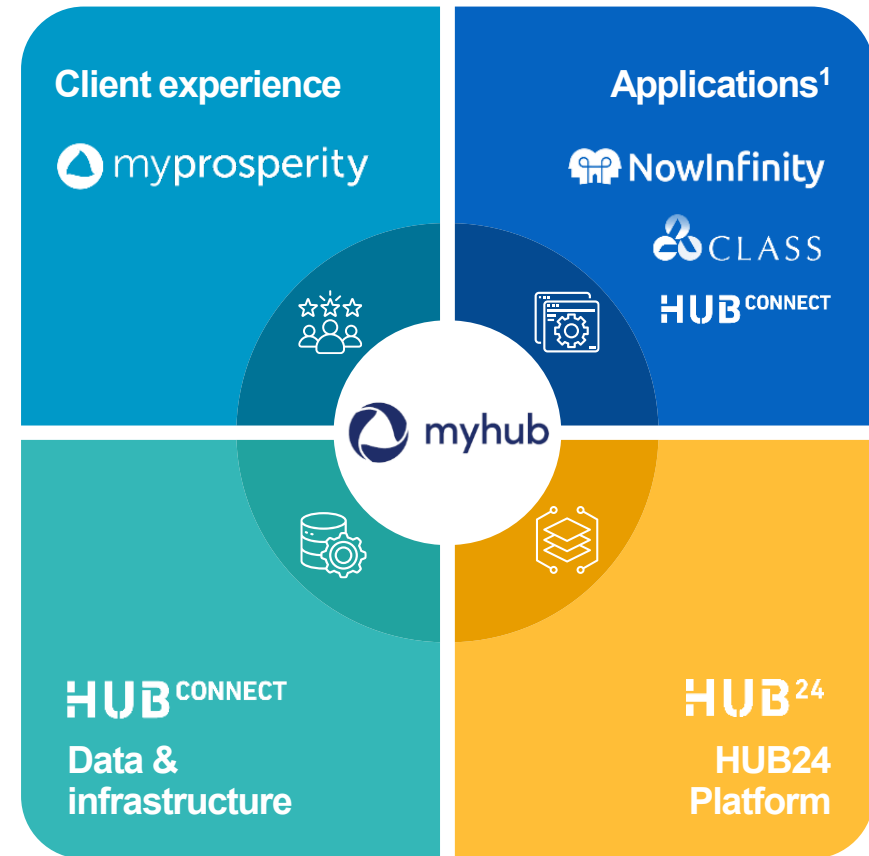 Client experience
myprosperity
Applications¹
NowInfinity
CLASS
HUB CONNECT
myhub
HUB CONNECT
Data &
infrastructure
HUB²⁴
HUB24
Platform